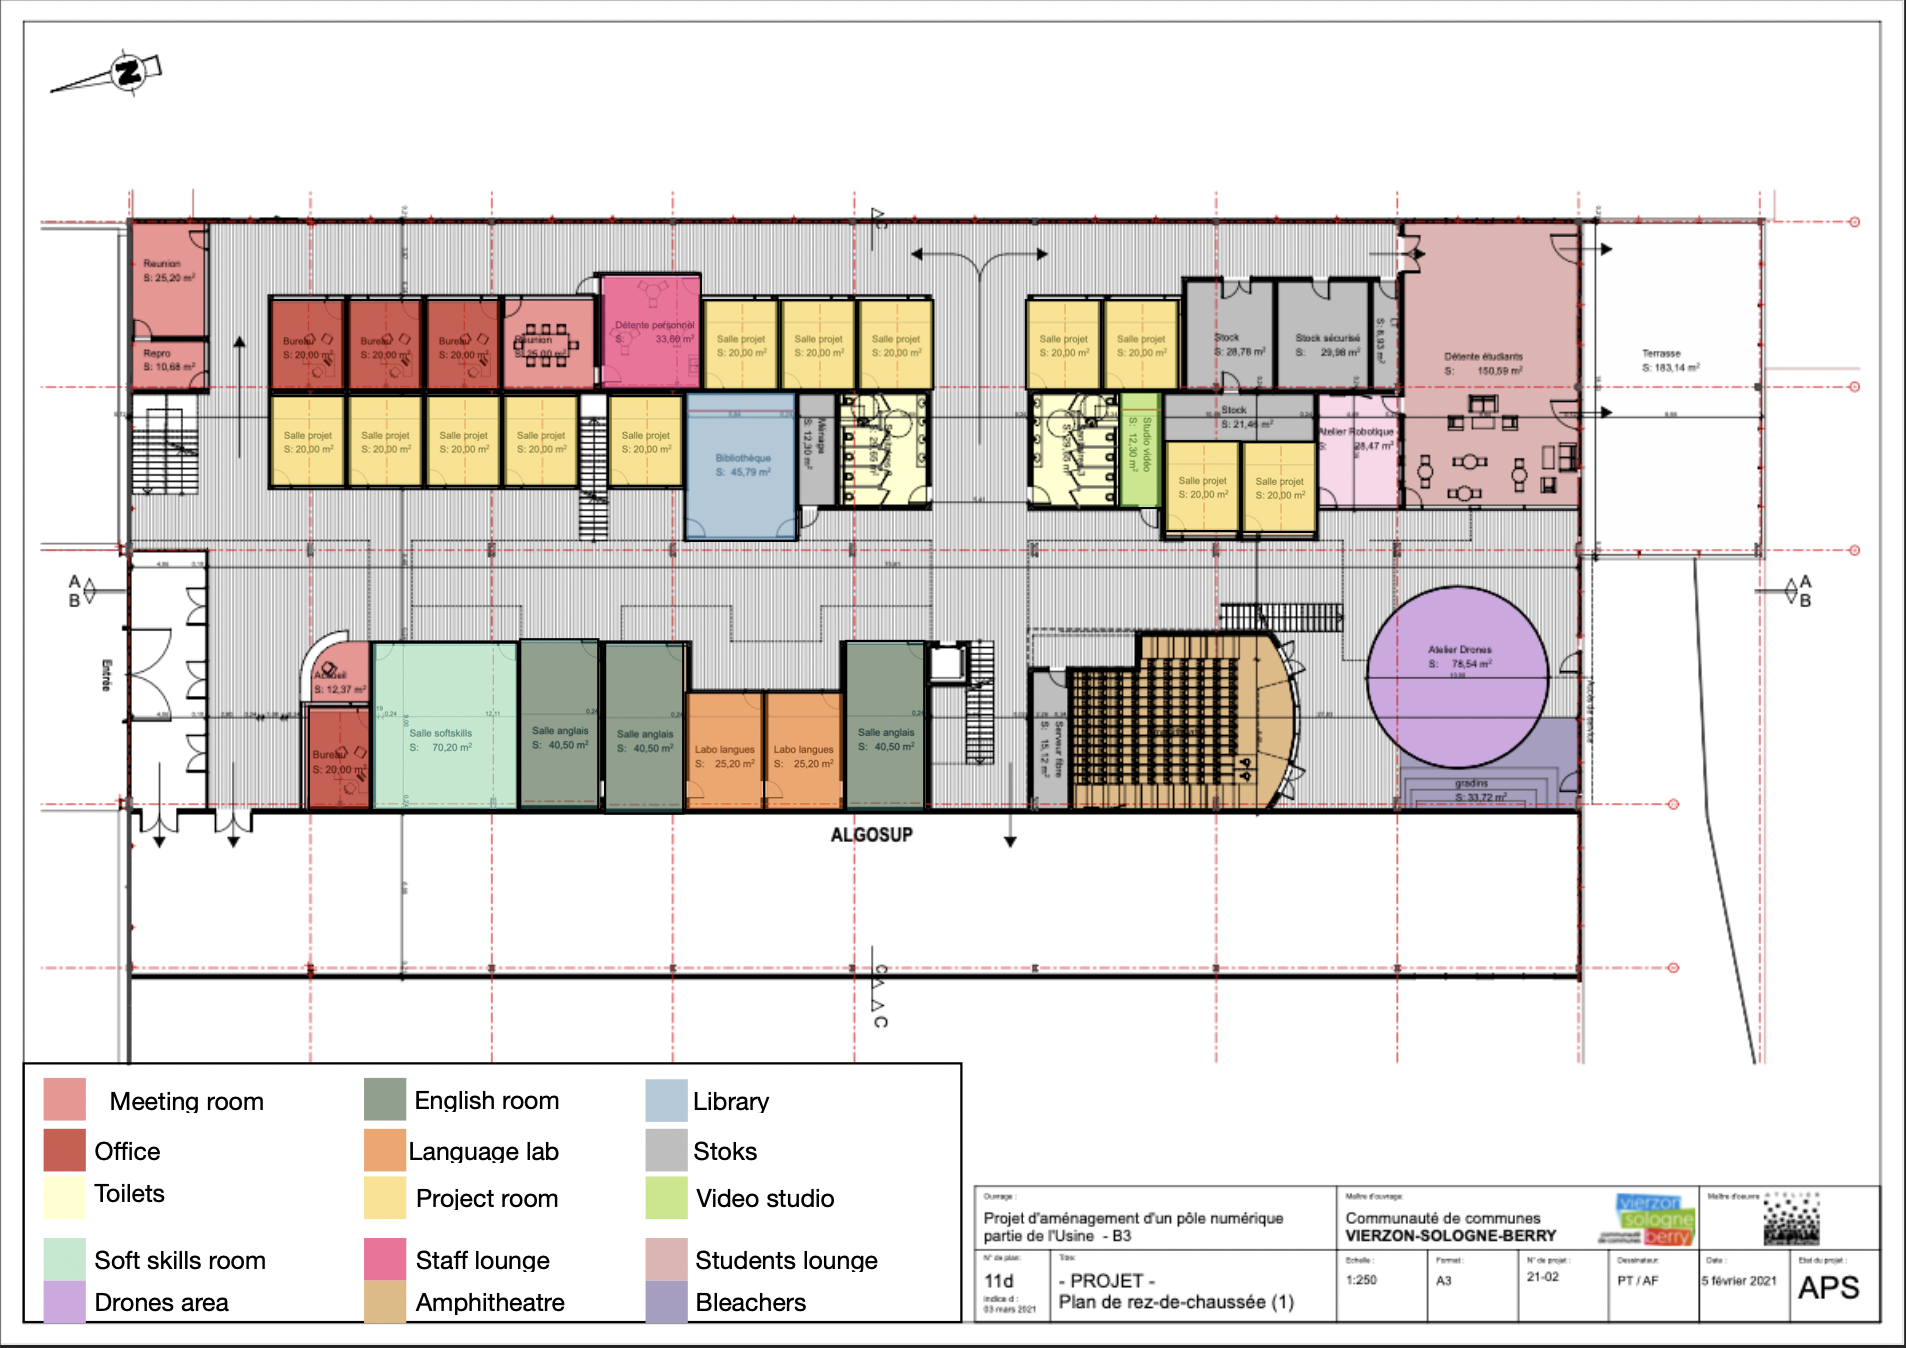 N
C
Reunion
S: 25,20 m²
Repro
S: 10,68 m²
Bureau
S: 20,00 m²
Bureau
S: 20,00 m²
Bureau
S: 20,00 m²
Réunion
S: 25,00 m²
Détente personnel
S: 33,60 m²
Salle projet
S: 20,00 m²
Salle projet
S: 20,00 m²
Salle projet
S: 20,00 m²
Salle projet
S: 20,00 m²
Salle projet
S: 20,00 m²
Stock
S: 28,78 m²
Stock sécurisé
S: 29,98 m²
S: 8,93 m²
Détente étudiants
S: 150,59 m²
Terrasse
S: 183,14 m²
Salle projet
S: 20,00 m²
Salle projet
S: 20,00 m²
Salle projet
S: 20,00 m²
Salle projet
S: 20,00 m²
Salle projet
S: 20,00 m²
Bibliothèque
S: 45,79 m²
Ménage
S: 12,30 m²
Studio vidéo
S: 12,30 m²
Stock
S: 21,46 m²
Atelier Robotique
S: 28,47 m²
Salle projet
S: 20,00 m²
Salle projet
S: 20,00 m²
A
B
A
B
Entrée
Accueil
S: 12,37 m²
Bureau
S: 20,00 m²
Salle softskills
S: 70,20 m²
Salle anglais
S: 40,50 m²
Salle anglais
S: 40,50 m²
Labo langues
S: 25,20 m²
Labo langues
S: 25,20 m²
Salle anglais
S: 40,50 m²
Serveur fibre
S: 15,12 m²
Atelier Drones
S: 78,54 m²
gradins
S: 33,72 m²
Accès de service
ALGOSUP
C
C
Meeting room
English room
Library
Office
Language lab
Stoks
Toilets
Project room
Video studio
Soft skills room
Staff lounge
Students lounge
Drones area
Amphitheatre
Bleachers
Ouvrage :
Projet d'aménagement d'un pôle numérique
partie de l'Usine - B3
Maître d'ouvrage:
Communauté de communes
VIERZON-SOLOGNE-BERRY
vierzon
sologne
berry
Maître d'oeuvre
ATELIER
N° de plan:
11d
indice d :
03 mars 2021
Titre:
- PROJET -
Plan de rez-de-chaussée (1)
Echelle :
1:250
Format :
A3
N° de projet :
21-02
Dessinateur:
PT / AF
Date :
5 février 2021
Etat du projet :
APS